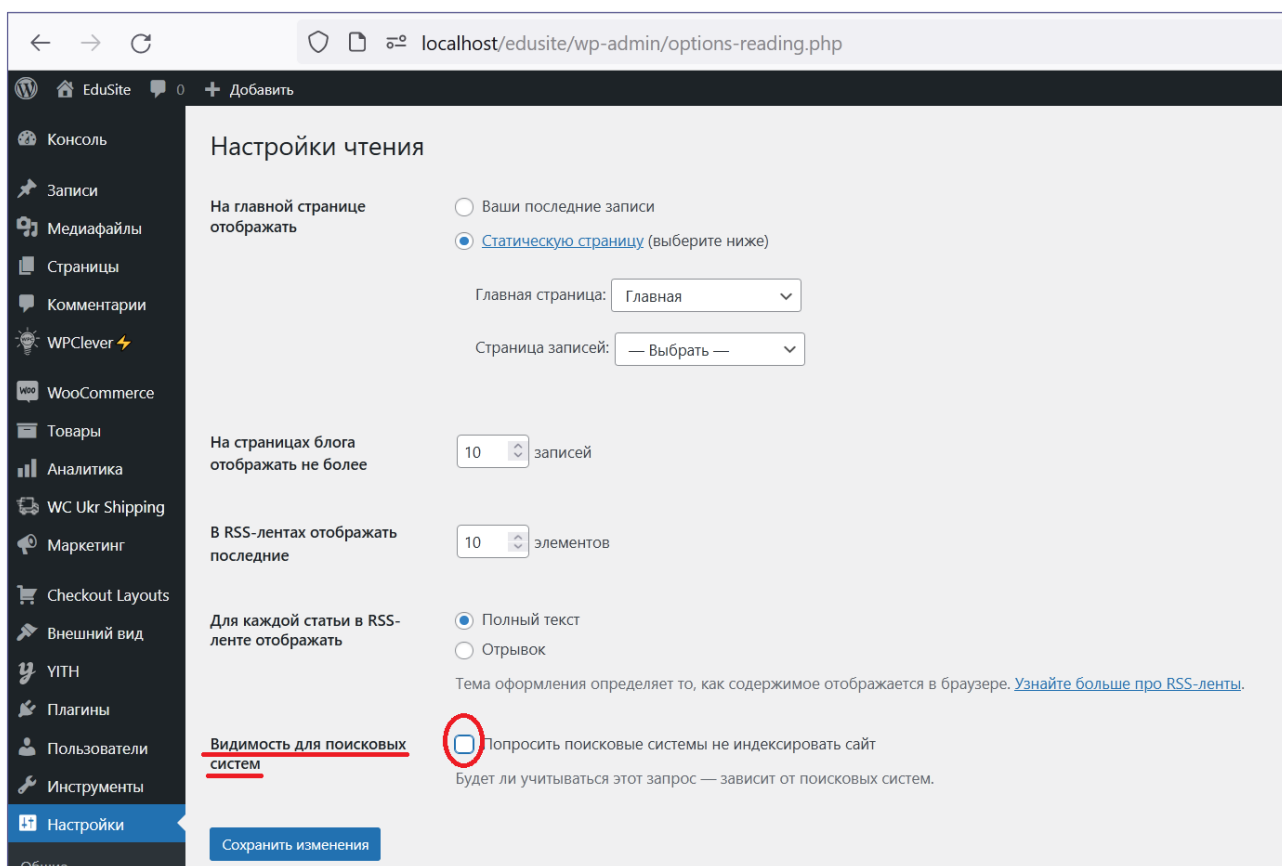 localhost/edusite/wp-admin/options-reading.php
EduSite 0 Добавить
Консоль
Записи
Медиафайлы
Страницы
Комментарии
WPClever
WooCommerce
Товары
Аналитика
WC Ukr Shipping
Маркетинг
Checkout Layouts
Внешний вид
YITH
Плагины
Пользователи
Инструменты
Настройки
Общие
Настройки чтения
На главной странице
отображать
Ваши последние записи
Статическую страницу (выберите ниже)
Главная страница: Главная
Страница записей: — Выбрать —
На страницах блога
отображать не более
10 записей
В RSS-лентах отображать
последние
10 элементов
Для каждой статьи в RSS-
ленте отображать
Полный текст
Отрывок
Тема оформления определяет то, как содержимое отображается в браузере. Узнайте больше про RSS-ленты.
Видимость для поисковых
систем
Попросить поисковые системы не индексировать сайт
Будет ли учитываться этот запрос — зависит от поисковых систем.
Сохранить изменения